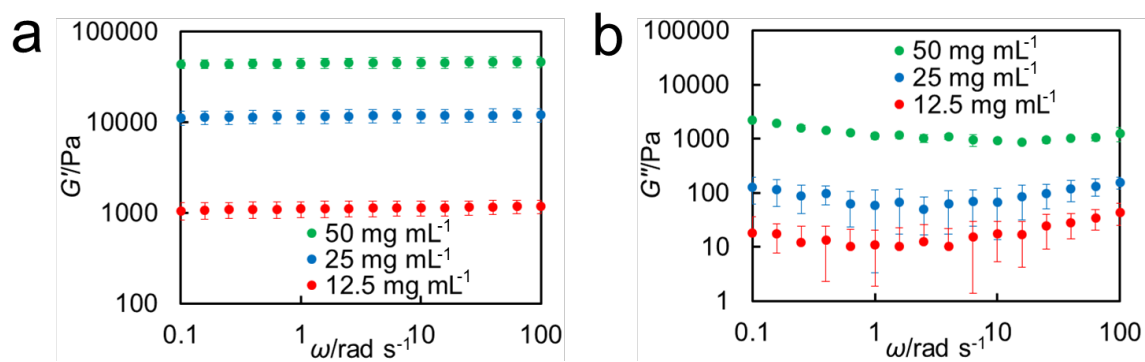 a
100000
10000
1000
100
G'/Pa
50 mg mL-1
25 mg mL-1
12.5 mg mL-1
0.1 1 10 100
ω/rad s-1
b
100000
10000
1000
100
10
1
G''/Pa
50 mg mL-1
25 mg mL-1
12.5 mg mL-1
0.1 1 10 100
ω/rad s-1